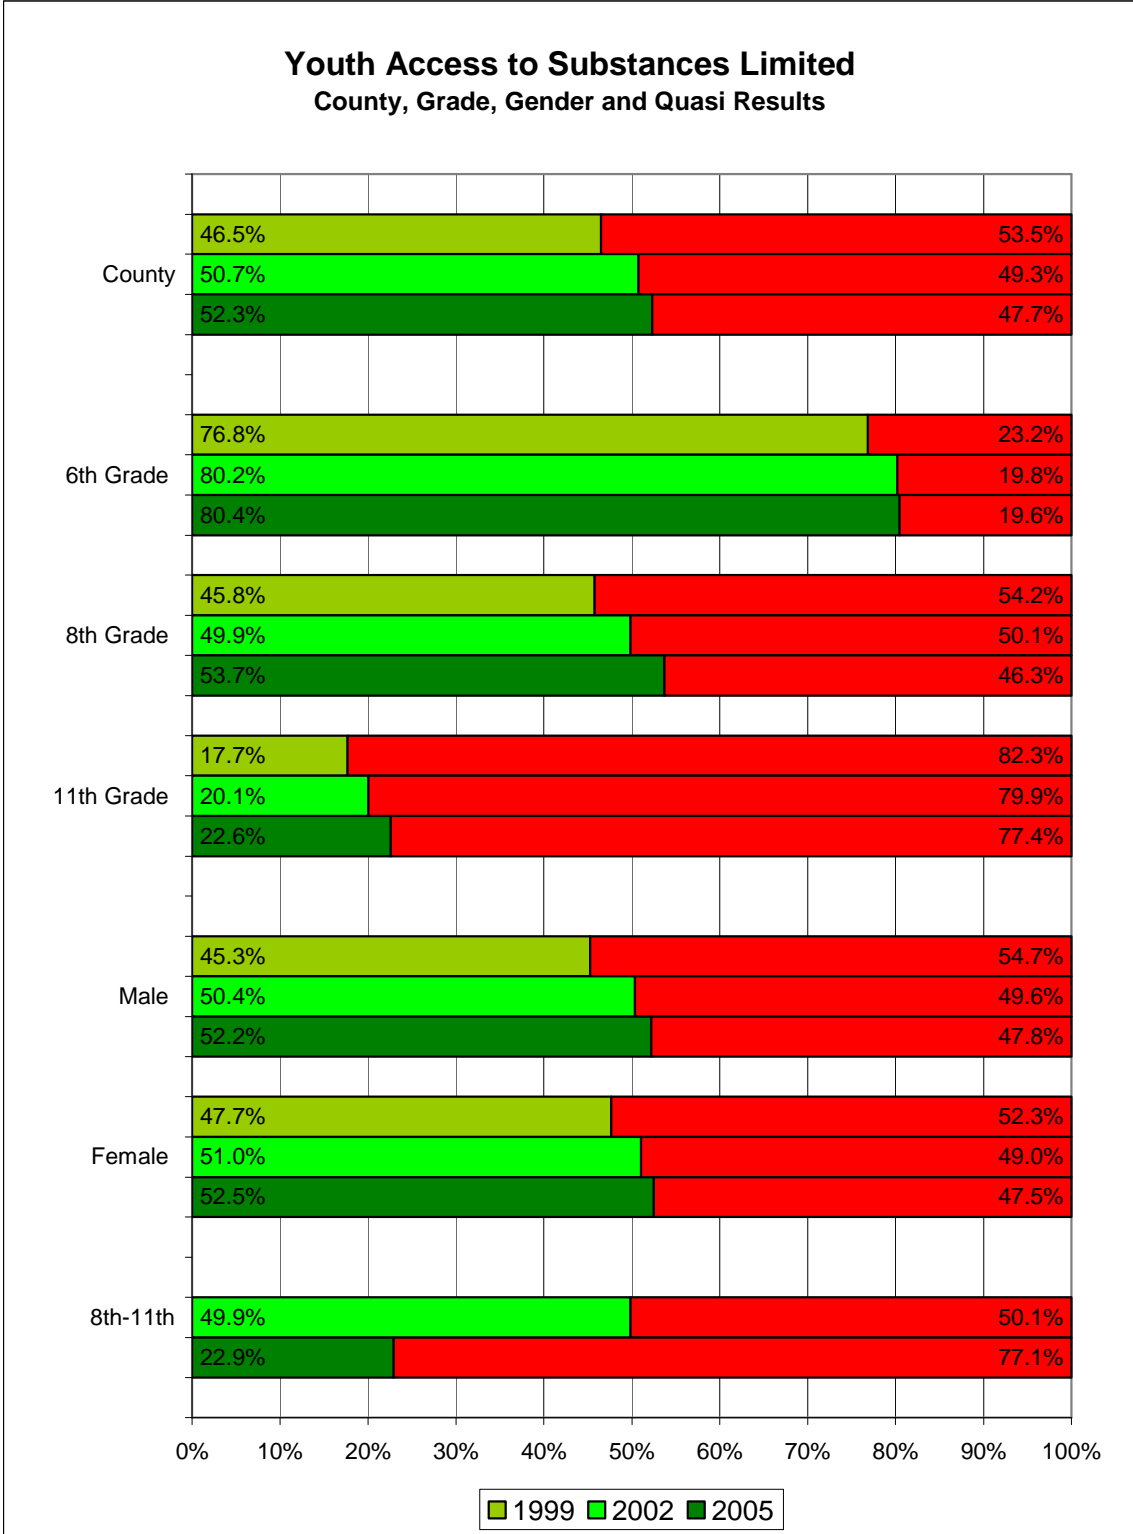 Youth Access to Substances Limited
County, Grade, Gender and Quasi Results
46.5% 53.5%
County 50.7% 49.3%
52.3% 47.7%
76.8% 23.2%
6th Grade 80.2% 19.8%
80.4% 19.6%
45.8% 54.2%
8th Grade 49.9% 50.1%
53.7% 46.3%
17.7% 82.3%
11th Grade 20.1% 79.9%
22.6% 77.4%
45.3% 54.7%
Male 50.4% 49.6%
52.2% 47.8%
47.7% 52.3%
Female 51.0% 49.0%
52.5% 47.5%
8th-11th 49.9% 50.1%
22.9% 77.1%
0% 10% 20% 30% 40% 50% 60% 70% 80% 90% 100%
1999 2002 2005